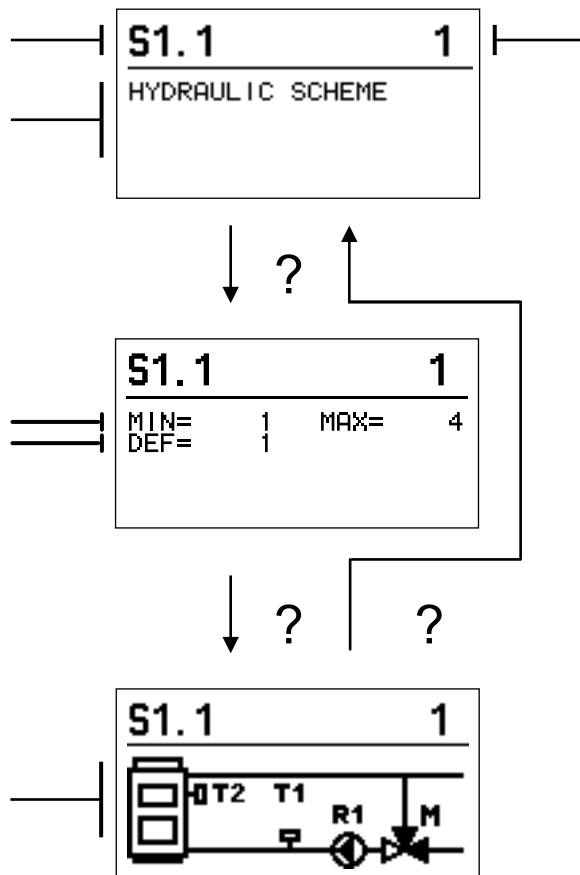 S1.1 1
HYDRAULIC SCHEME
?
S1.1 1
MIN= 1 MAX= 4
DEF= 1
? ?
S1.1 1
T2 T1
R1 M